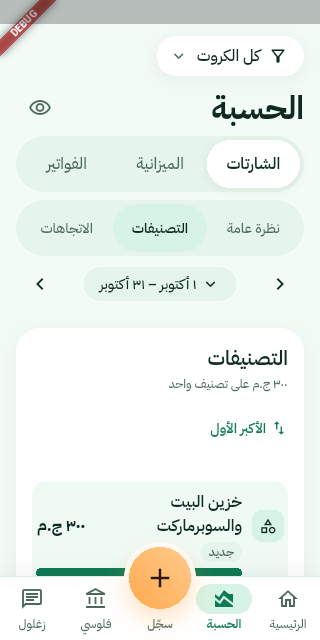 DEBUG
كل الكروت
الحسبة
الشارتات
الميزانية
الفواتير
نظرة عامة
التصنيفات
الاتجاهات
١ أكتوبر – ٣١ أكتوبر
التصنيفات
٣٠٠ ج.م على تصنيف واحد
الأكبر الأول
خزين البيت
والسوبرماركت
٣٠٠ ج.م
جديد
الرئيسية
الحسبة
سجّل
فلوسي
زغلول